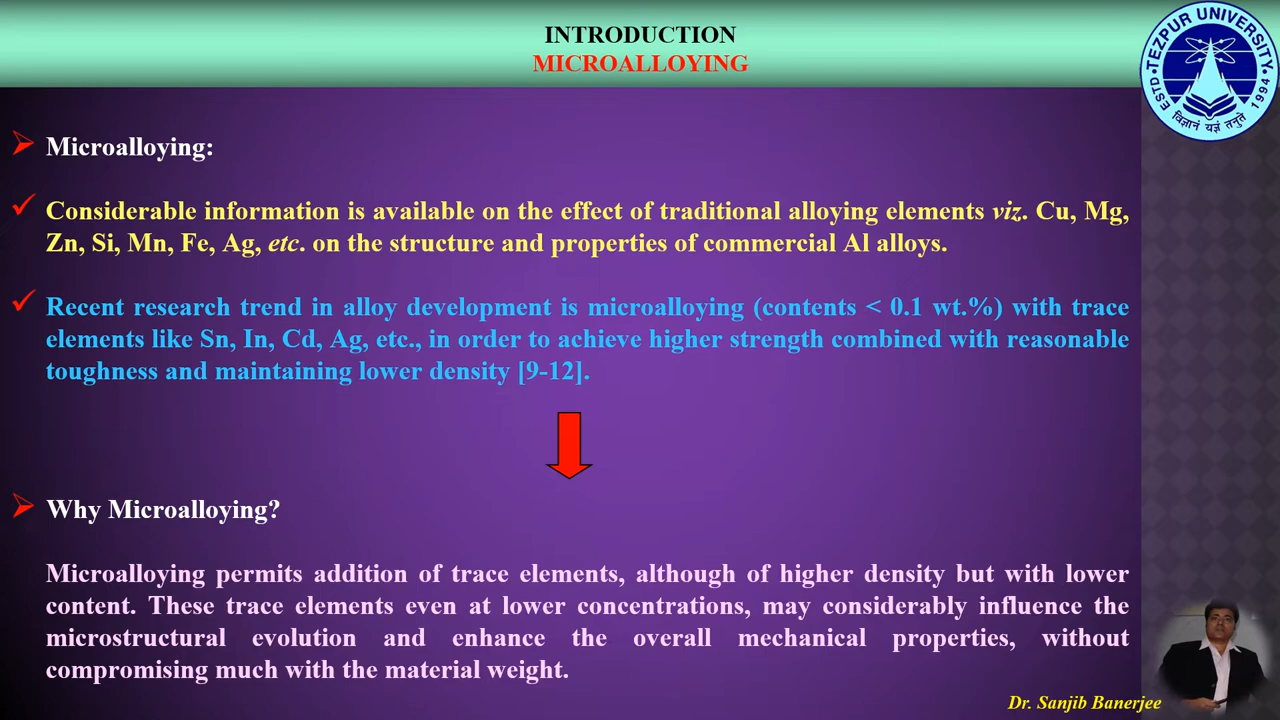 INTRODUCTION
MICROALLOYING
TEZPUR UNIVERSITY
ESTD 1994
विज्ञानं यज्ञं तनुते
Microalloying:
Considerable information is available on the effect of traditional alloying elements viz. Cu, Mg,
Zn, Si, Mn, Fe, Ag, etc. on the structure and properties of commercial Al alloys.
Recent research trend in alloy development is microalloying (contents < 0.1 wt.%) with trace
elements like Sn, In, Cd, Ag, etc., in order to achieve higher strength combined with reasonable
toughness and maintaining lower density [9-12].
Why Microalloying?
Microalloying permits addition of trace elements, although of higher density but with lower
content. These trace elements even at lower concentrations, may considerably influence the
microstructural evolution and enhance the overall mechanical properties, without
compromising much with the material weight.
Dr. Sanjib Banerjee